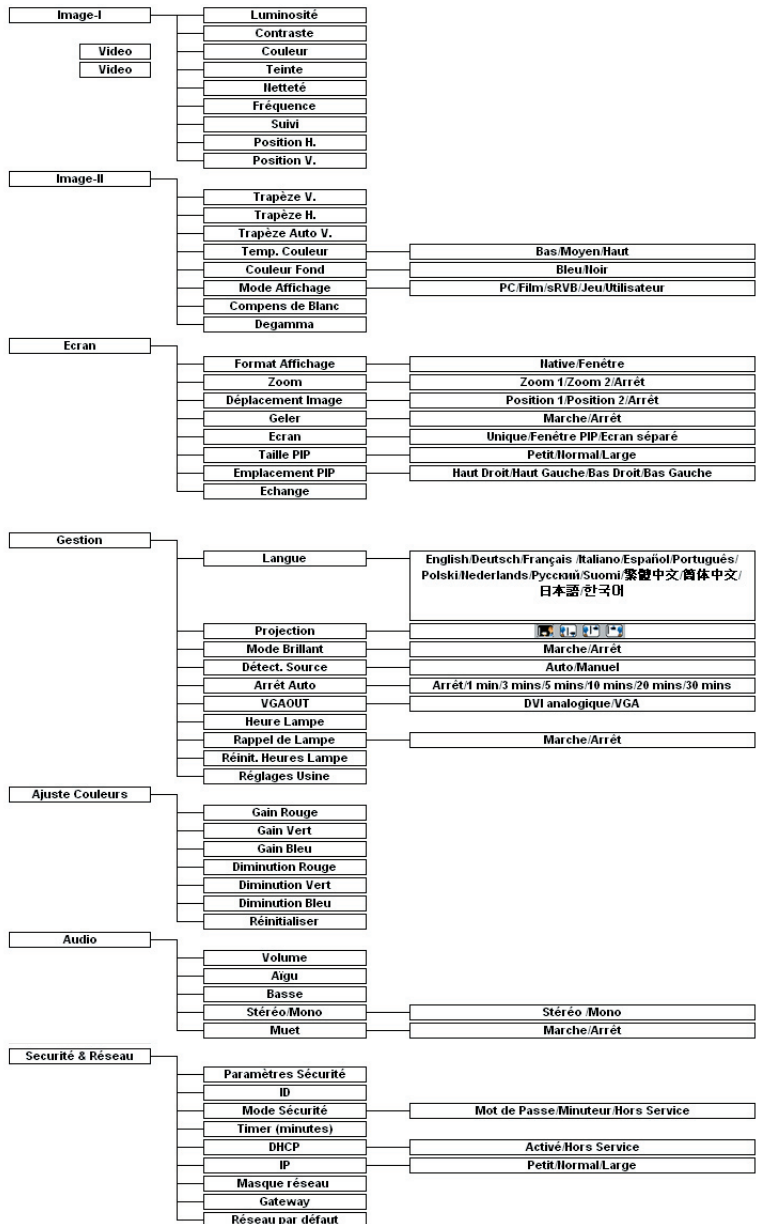 Image-I
Luminosité
Contraste
Video
Couleur
Video
Teinte
Netteté
Fréquence
Suivi
Position H.
Position V.
Image-II
Trapèze V.
Trapèze H.
Trapèze Auto V.
Temp. Couleur
Bas/Moyen/Haut
Couleur Fond
Bleu/Noir
Mode Affichage
PC/Film/sRVB/Jeu/Utilisateur
Compens de Blanc
Degamma
Ecran
Format Affichage
Native/Fenêtre
Zoom
Zoom 1/Zoom 2/Arrêt
Déplacement Image
Position 1/Position 2/Arrêt
Geler
Marche/Arrêt
Ecran
Unique/Fenêtre PIP/Ecran séparé
Taille PIP
Petit/Normal/Large
Emplacement PIP
Haut Droit/Haut Gauche/Bas Droit/Bas Gauche
Echange
Gestion
Langue
English/Deutsch/Français /Italiano/Español/Português/
Polski/Nederlands/Русский/Suomi/繁體中文/简体中文/
日本語/한국어
Projection
Mode Brillant
Marche/Arrêt
Détect. Source
Auto/Manuel
Arrêt Auto
Arrêt/1 min/3 mins/5 mins/10 mins/20 mins/30 mins
VGAOUT
DVI analogique/VGA
Heure Lampe
Rappel de Lampe
Marche/Arrêt
Réinit. Heures Lampe
Réglages Usine
Ajuste Couleurs
Gain Rouge
Gain Vert
Gain Bleu
Diminution Rouge
Diminution Vert
Diminution Bleu
Réinitialiser
Audio
Volume
Aïgu
Basse
Stéréo/Mono
Stéréo /Mono
Muet
Marche/Arrêt
Securité & Réseau
Paramètres Sécurité
ID
Mode Sécurité
Mot de Passe/Minuteur/Hors Service
Timer (minutes)
DHCP
Activé/Hors Service
IP
Petit/Normal/Large
Masque réseau
Gateway
Réseau par défaut